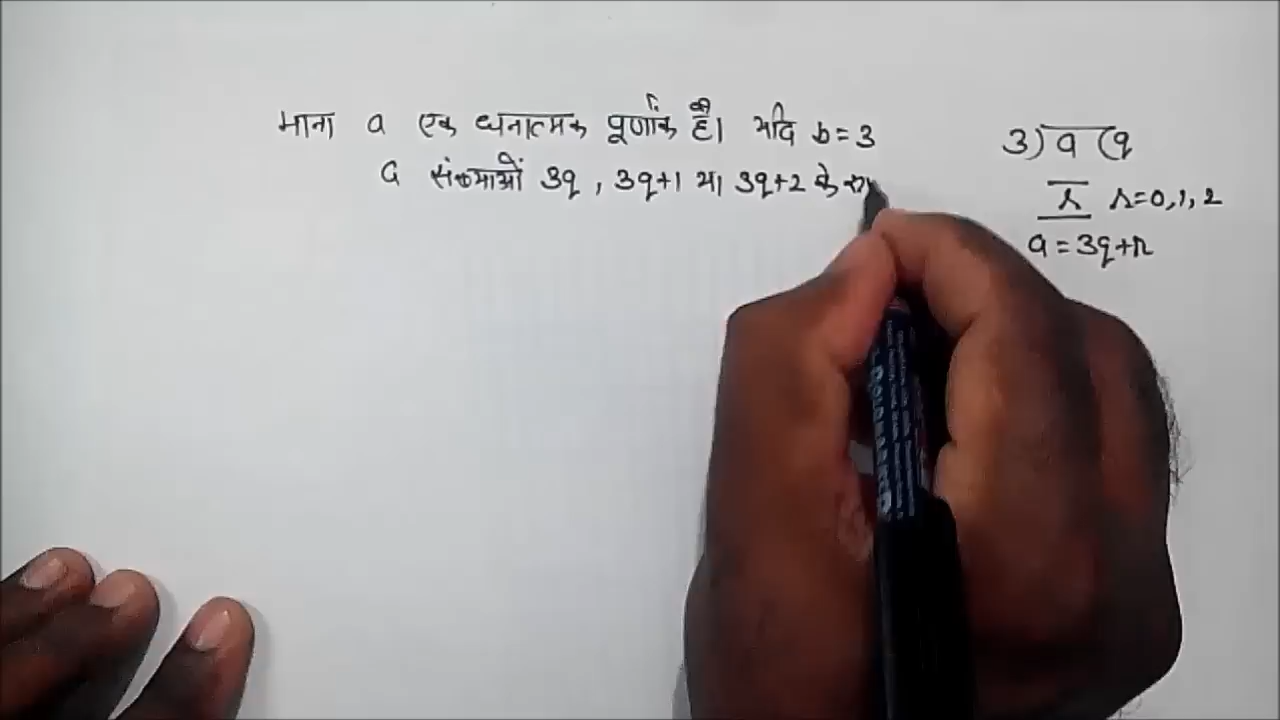 माना a एक धनात्मक पूर्णांक है। यदि b = 3
a संख्याओं 3q , 3q+1 या 3q+2 के
3) a (q
r r=0,1,2
a = 3q+r